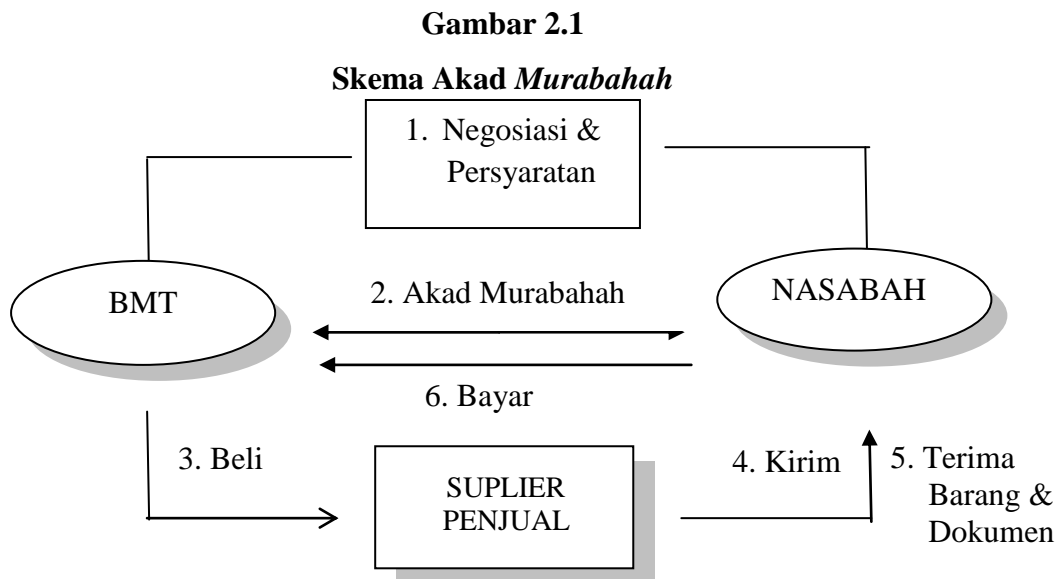 Gambar 2.1
Skema Akad Murabahah
1. Negosiasi &
Persyaratan
BMT
2. Akad Murabahah
NASABAH
6. Bayar
3. Beli
SUPLIER
PENJUAL
4. Kirim
5. Terima
Barang &
Dokumen